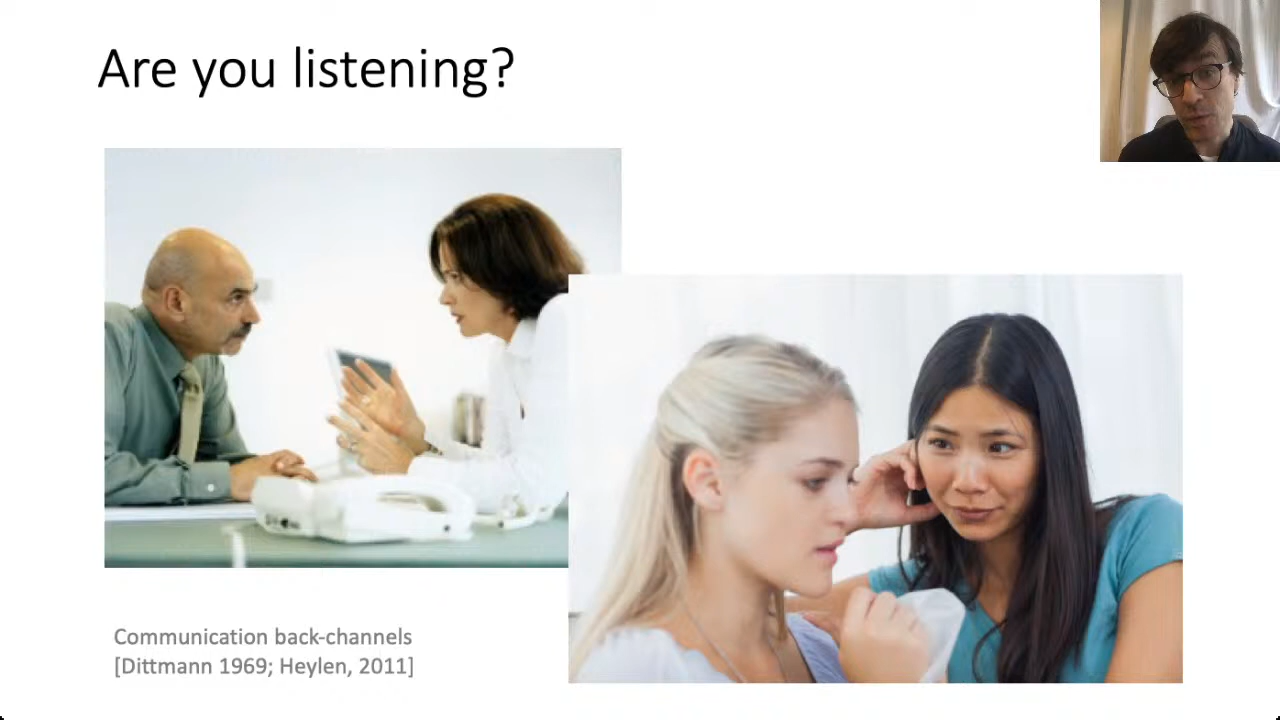 Are you listening?
Communication back-channels
[Dittmann 1969; Heylen, 2011]